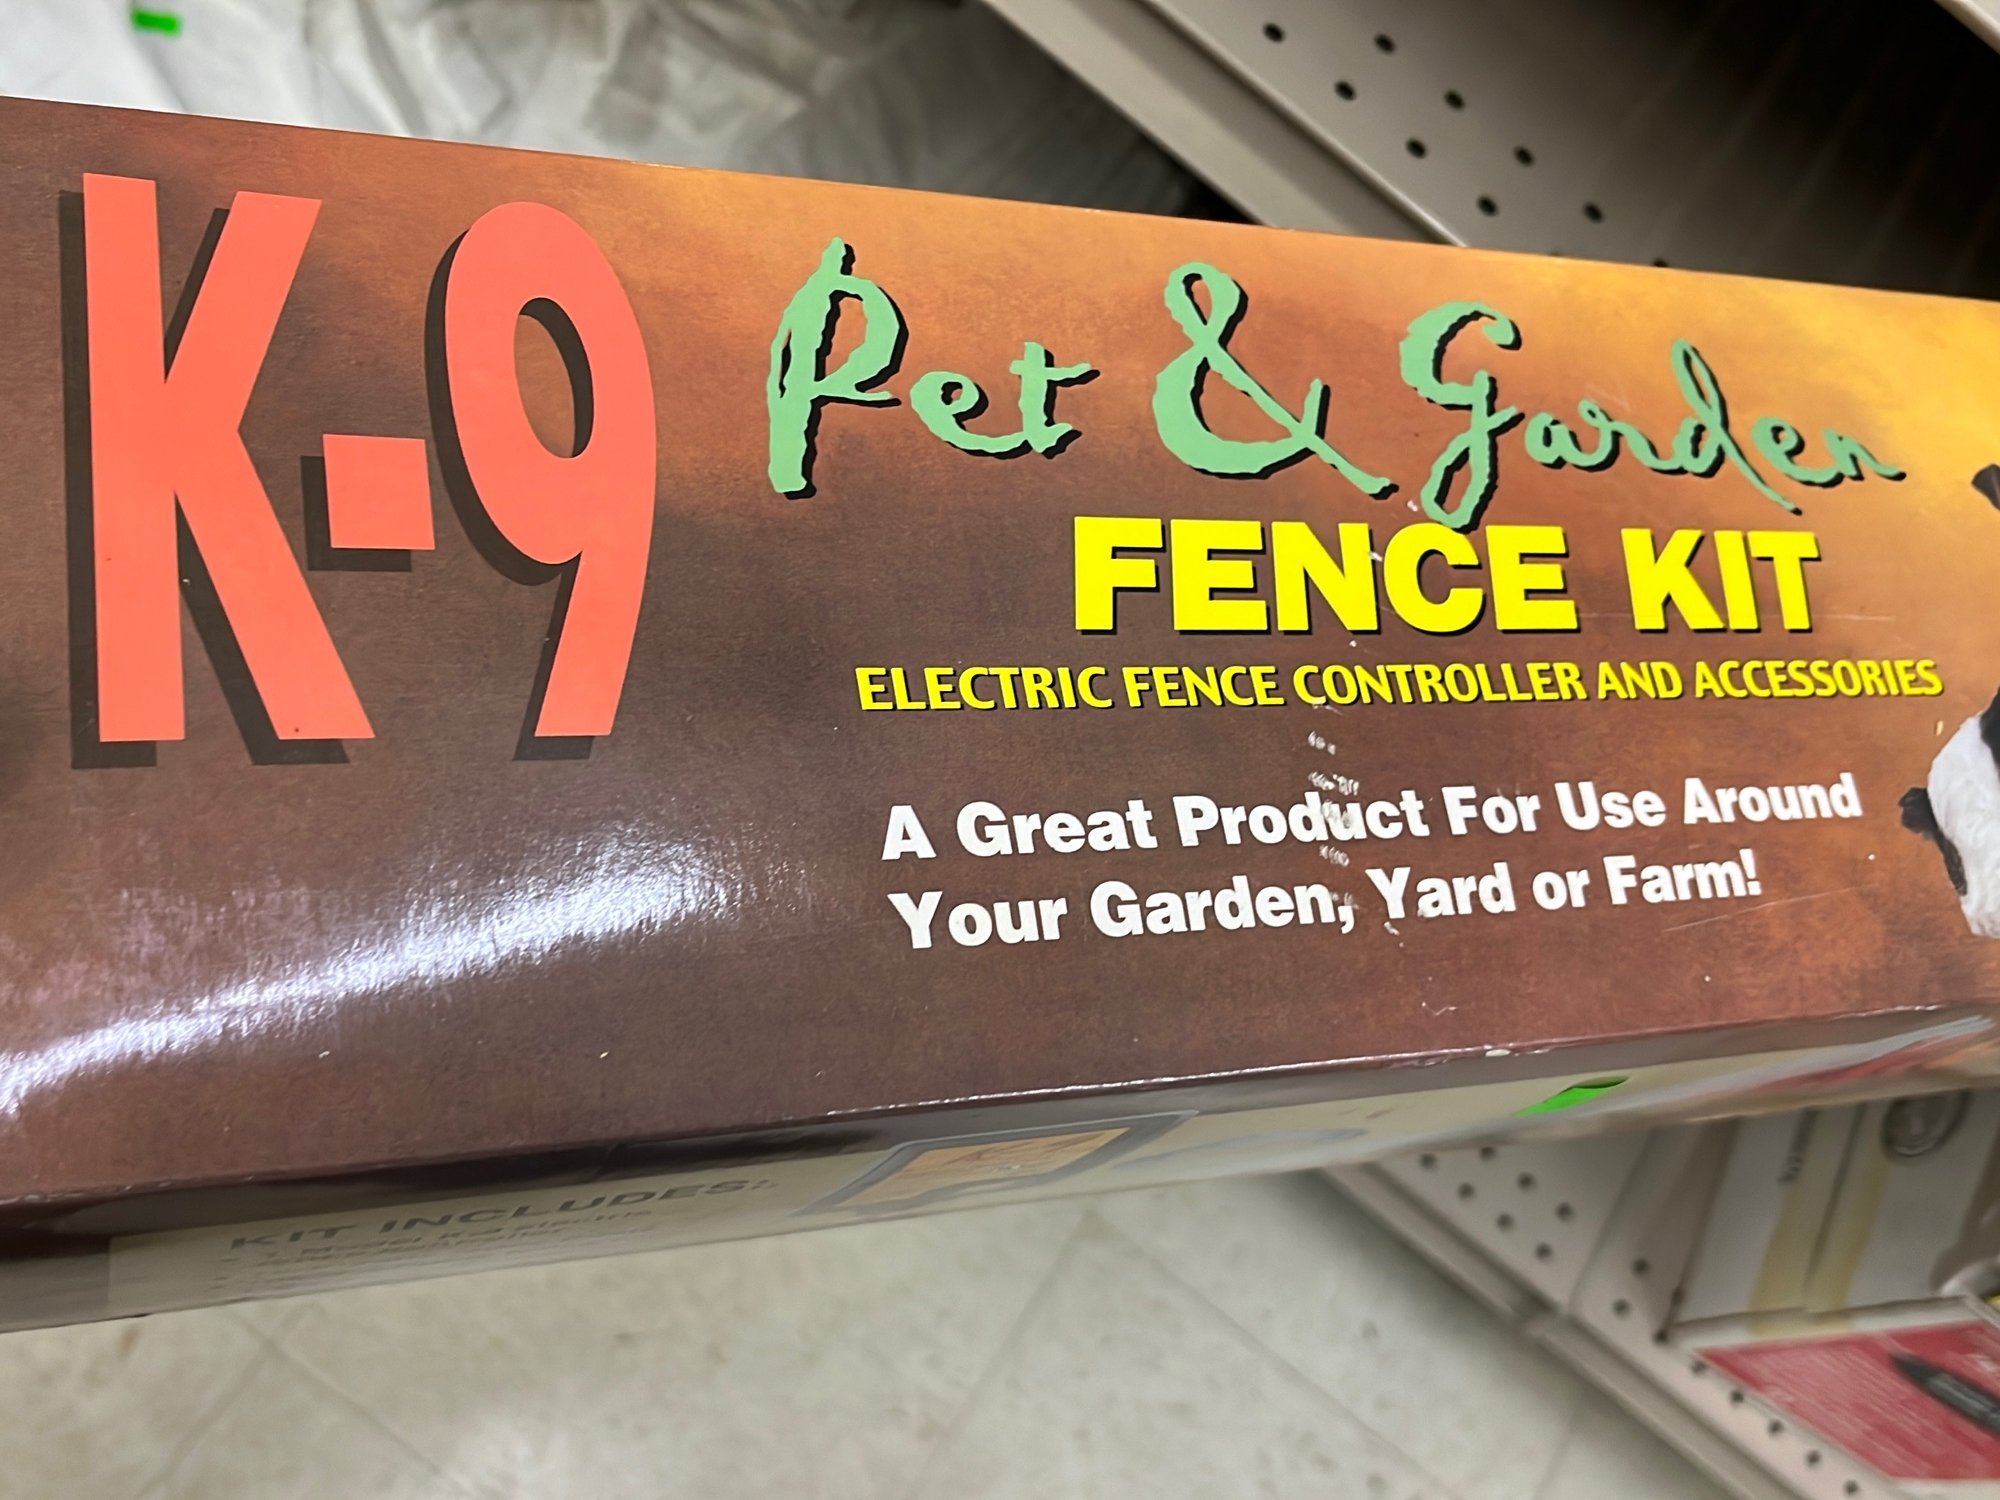 K-9
Pet & Garden
FENCE KIT
ELECTRIC FENCE CONTROLLER AND ACCESSORIES
A Great Product For Use Around
Your Garden, Yard or Farm!
KIT INCLUDES: